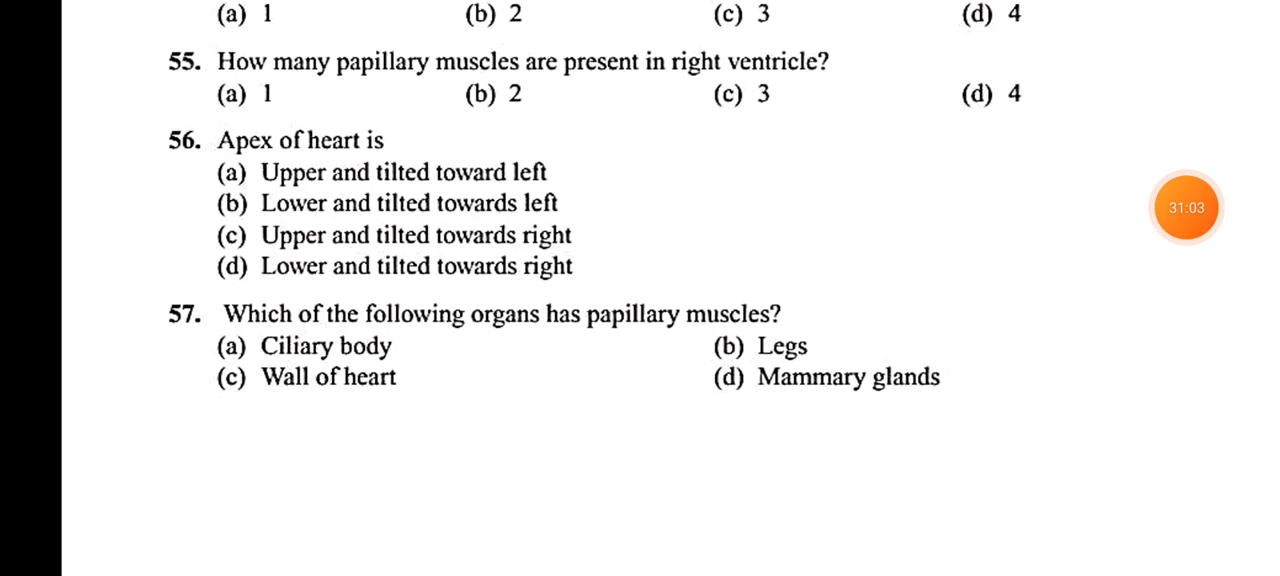 (a) 1 (b) 2 (c) 3 (d) 4
55. How many papillary muscles are present in right ventricle?
(a) 1 (b) 2 (c) 3 (d) 4
56. Apex of heart is
(a) Upper and tilted toward left
(b) Lower and tilted towards left
(c) Upper and tilted towards right
(d) Lower and tilted towards right
31:03
57. Which of the following organs has papillary muscles?
(a) Ciliary body (b) Legs
(c) Wall of heart (d) Mammary glands